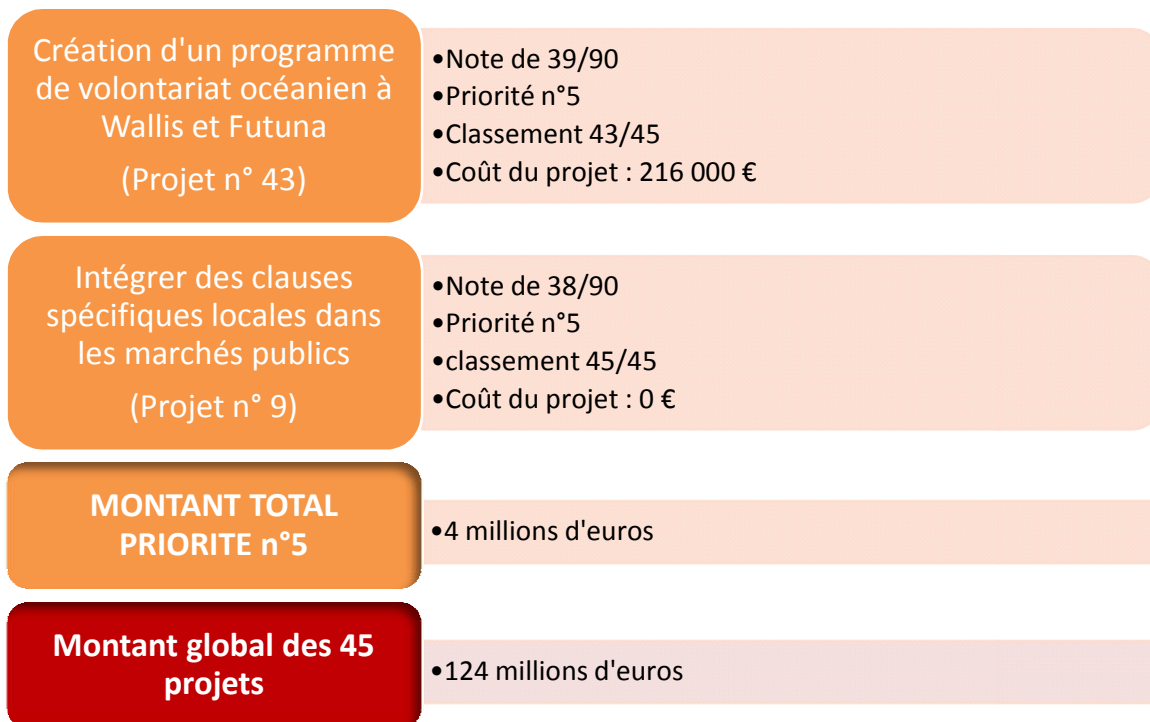 Création d'un programme
de volontariat océanien à
Wallis et Futuna
(Projet n° 43)
•Note de 39/90
•Priorité n°5
•Classement 43/45
•Coût du projet : 216 000 €
Intégrer des clauses
spécifiques locales dans
les marchés publics
(Projet n° 9)
•Note de 38/90
•Priorité n°5
•classement 45/45
•Coût du projet : 0 €
MONTANT TOTAL
PRIORITE n°5
•4 millions d'euros
Montant global des 45
projets
•124 millions d'euros